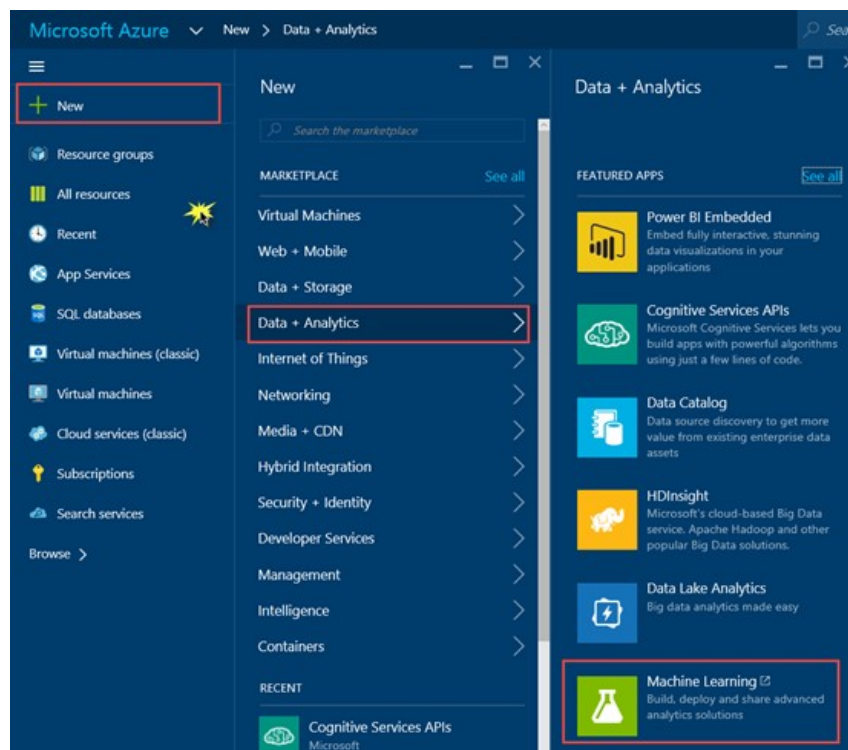 Microsoft Azure New > Data + Analytics
New
Resource groups
All resources
Recent
App Services
SQL databases
Virtual machines (classic)
Virtual machines
Cloud services (classic)
Subscriptions
Search services
Browse >
New
Search the marketplace
MARKETPLACE See all
Virtual Machines
Web + Mobile
Data + Storage
Data + Analytics
Internet of Things
Networking
Media + CDN
Hybrid Integration
Security + Identity
Developer Services
Management
Intelligence
Containers
RECENT
Cognitive Services APIs
Microsoft
Data + Analytics
FEATURED APPS See all
Power BI Embedded
Embed fully interactive, stunning
data visualizations in your
applications
Cognitive Services APIs
Microsoft Cognitive Services lets you
build apps with powerful algorithms
using just a few lines of code.
Data Catalog
Data source discovery to get more
value from existing enterprise data
assets
HDInsight
Microsoft's cloud-based Big Data
service. Apache Hadoop and other
popular Big Data solutions.
Data Lake Analytics
Big data analytics made easy
Machine Learning
Build, deploy and share advanced
analytics solutions